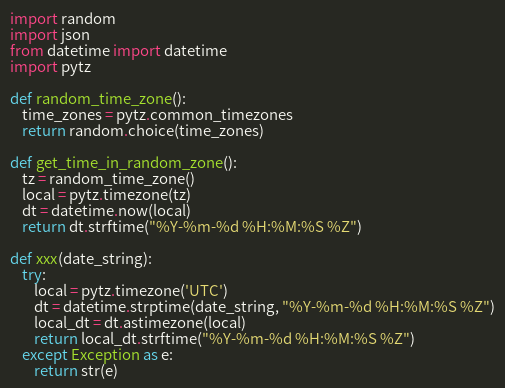 import random
import json
from datetime import datetime
import pytz

def random_time_zone():
    time_zones = pytz.common_timezones
    return random.choice(time_zones)

def get_time_in_random_zone():
    tz = random_time_zone()
    local = pytz.timezone(tz)
    dt = datetime.now(local)
    return dt.strftime("%Y-%m-%d %H:%M:%S %Z")

def xxx(date_string):
    try:
        local = pytz.timezone('UTC')
        dt = datetime.strptime(date_string, "%Y-%m-%d %H:%M:%S %Z")
        local_dt = dt.astimezone(local)
        return local_dt.strftime("%Y-%m-%d %H:%M:%S %Z")
    except Exception as e:
        return str(e)